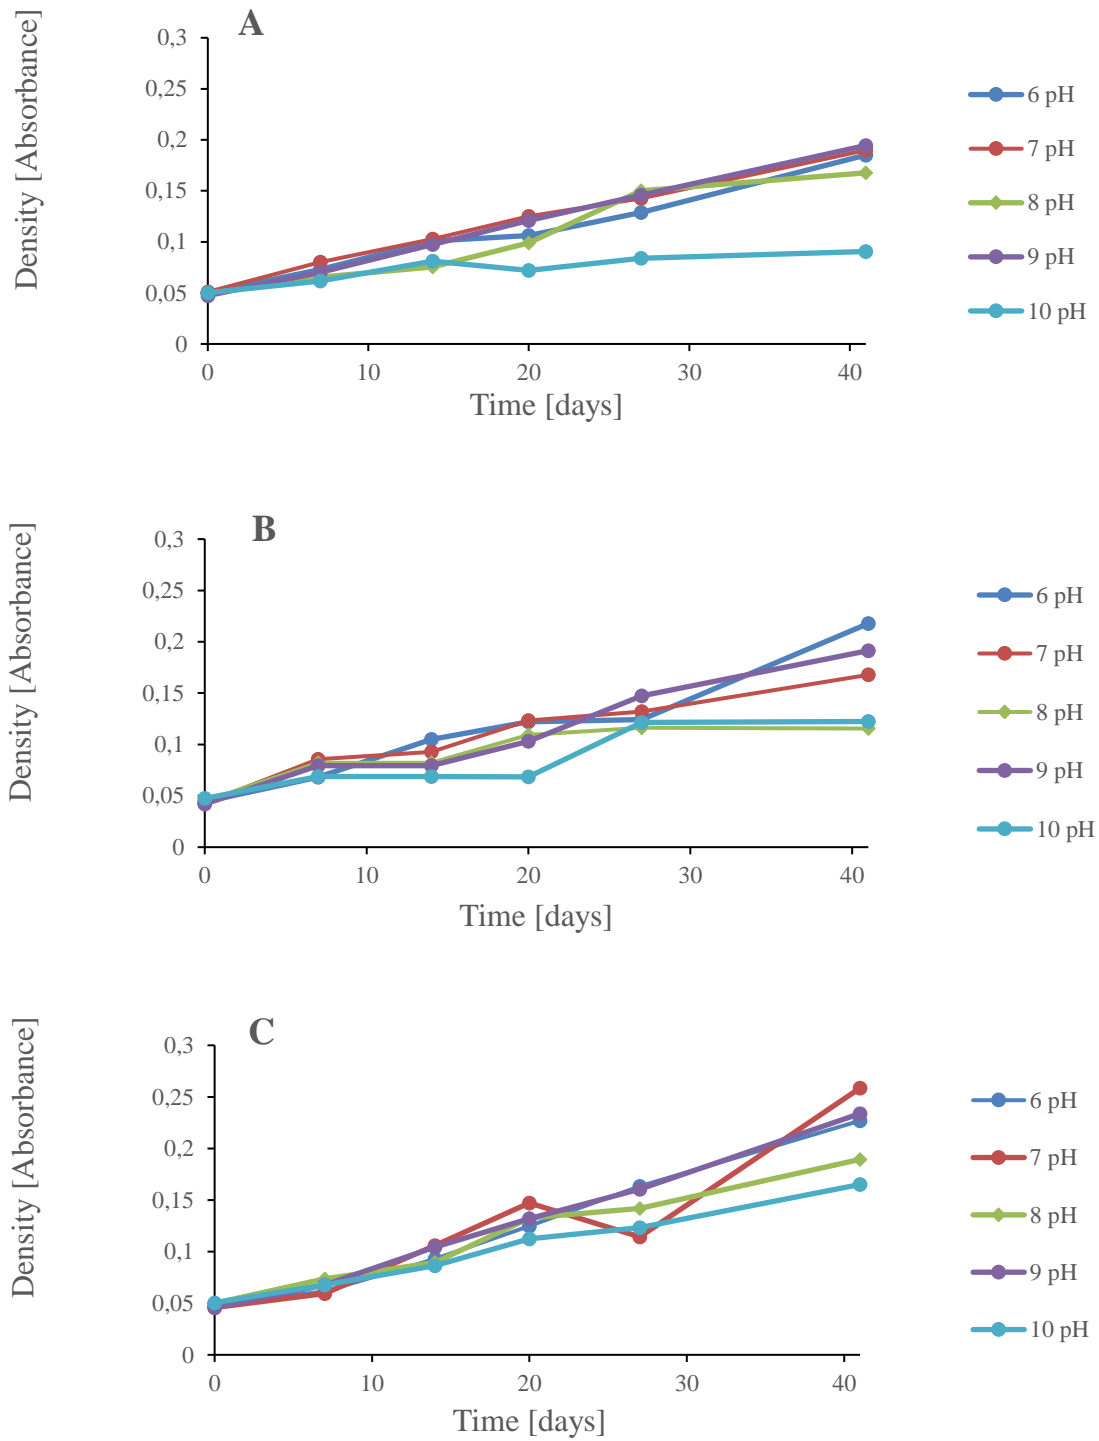 A
Density [Absorbance]
0,3
0,25
0,2
0,15
0,1
0,05
0
0 10 20 30 40
Time [days]
6 pH
7 pH
8 pH
9 pH
10 pH
B
Density [Absorbance]
0,3
0,25
0,2
0,15
0,1
0,05
0
0 10 20 30 40
Time [days]
6 pH
7 pH
8 pH
9 pH
10 pH
C
Density [Absorbance]
0,3
0,25
0,2
0,15
0,1
0,05
0
0 10 20 30 40
Time [days]
6 pH
7 pH
8 pH
9 pH
10 pH